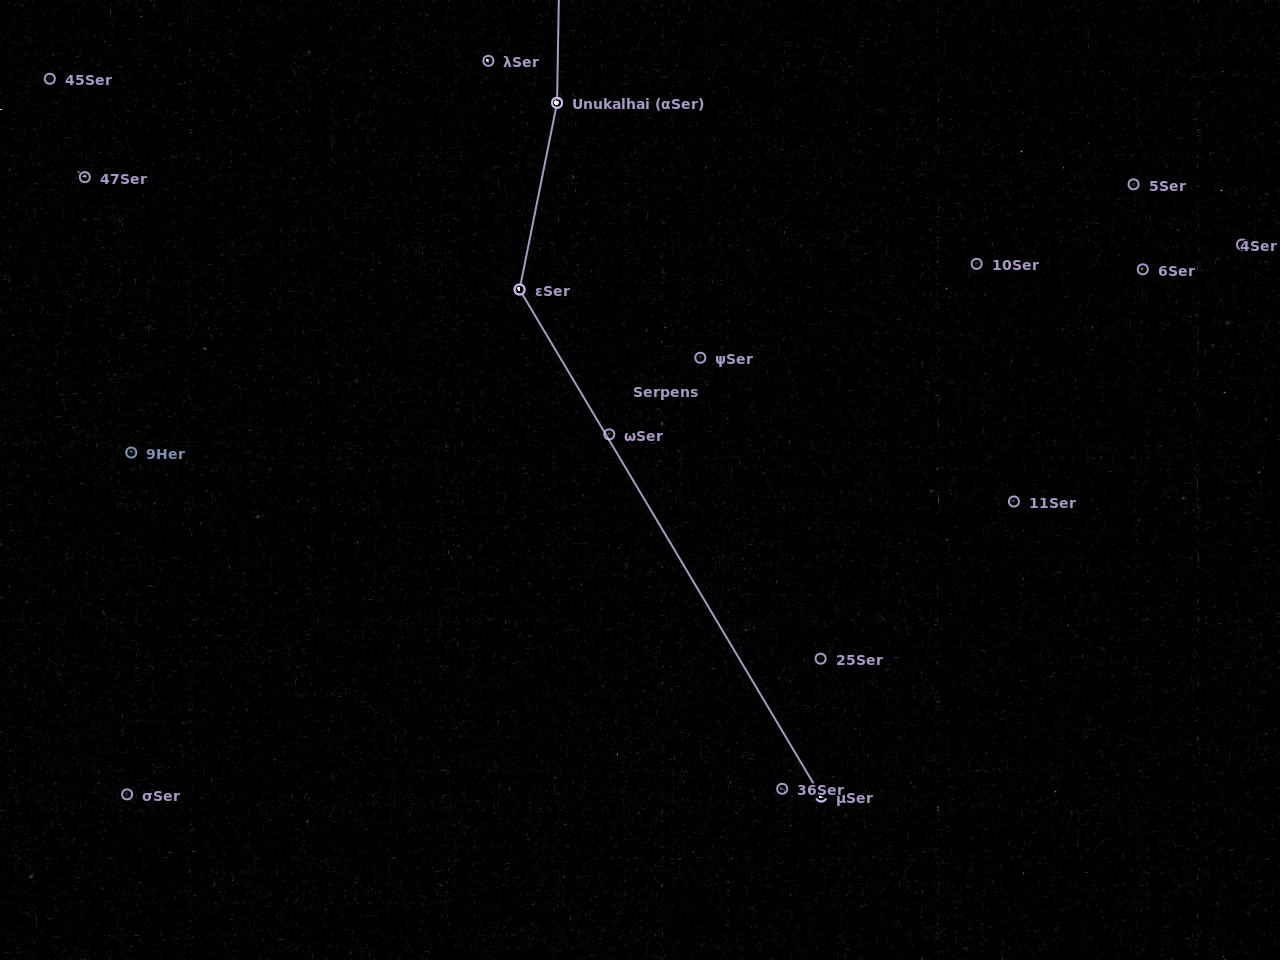 λSer
45Ser
Unukalhai (αSer)
47Ser
5Ser
4Ser
10Ser
6Ser
εSer
ψSer
Serpens
ωSer
9Her
11Ser
25Ser
36Ser
σSer
μSer